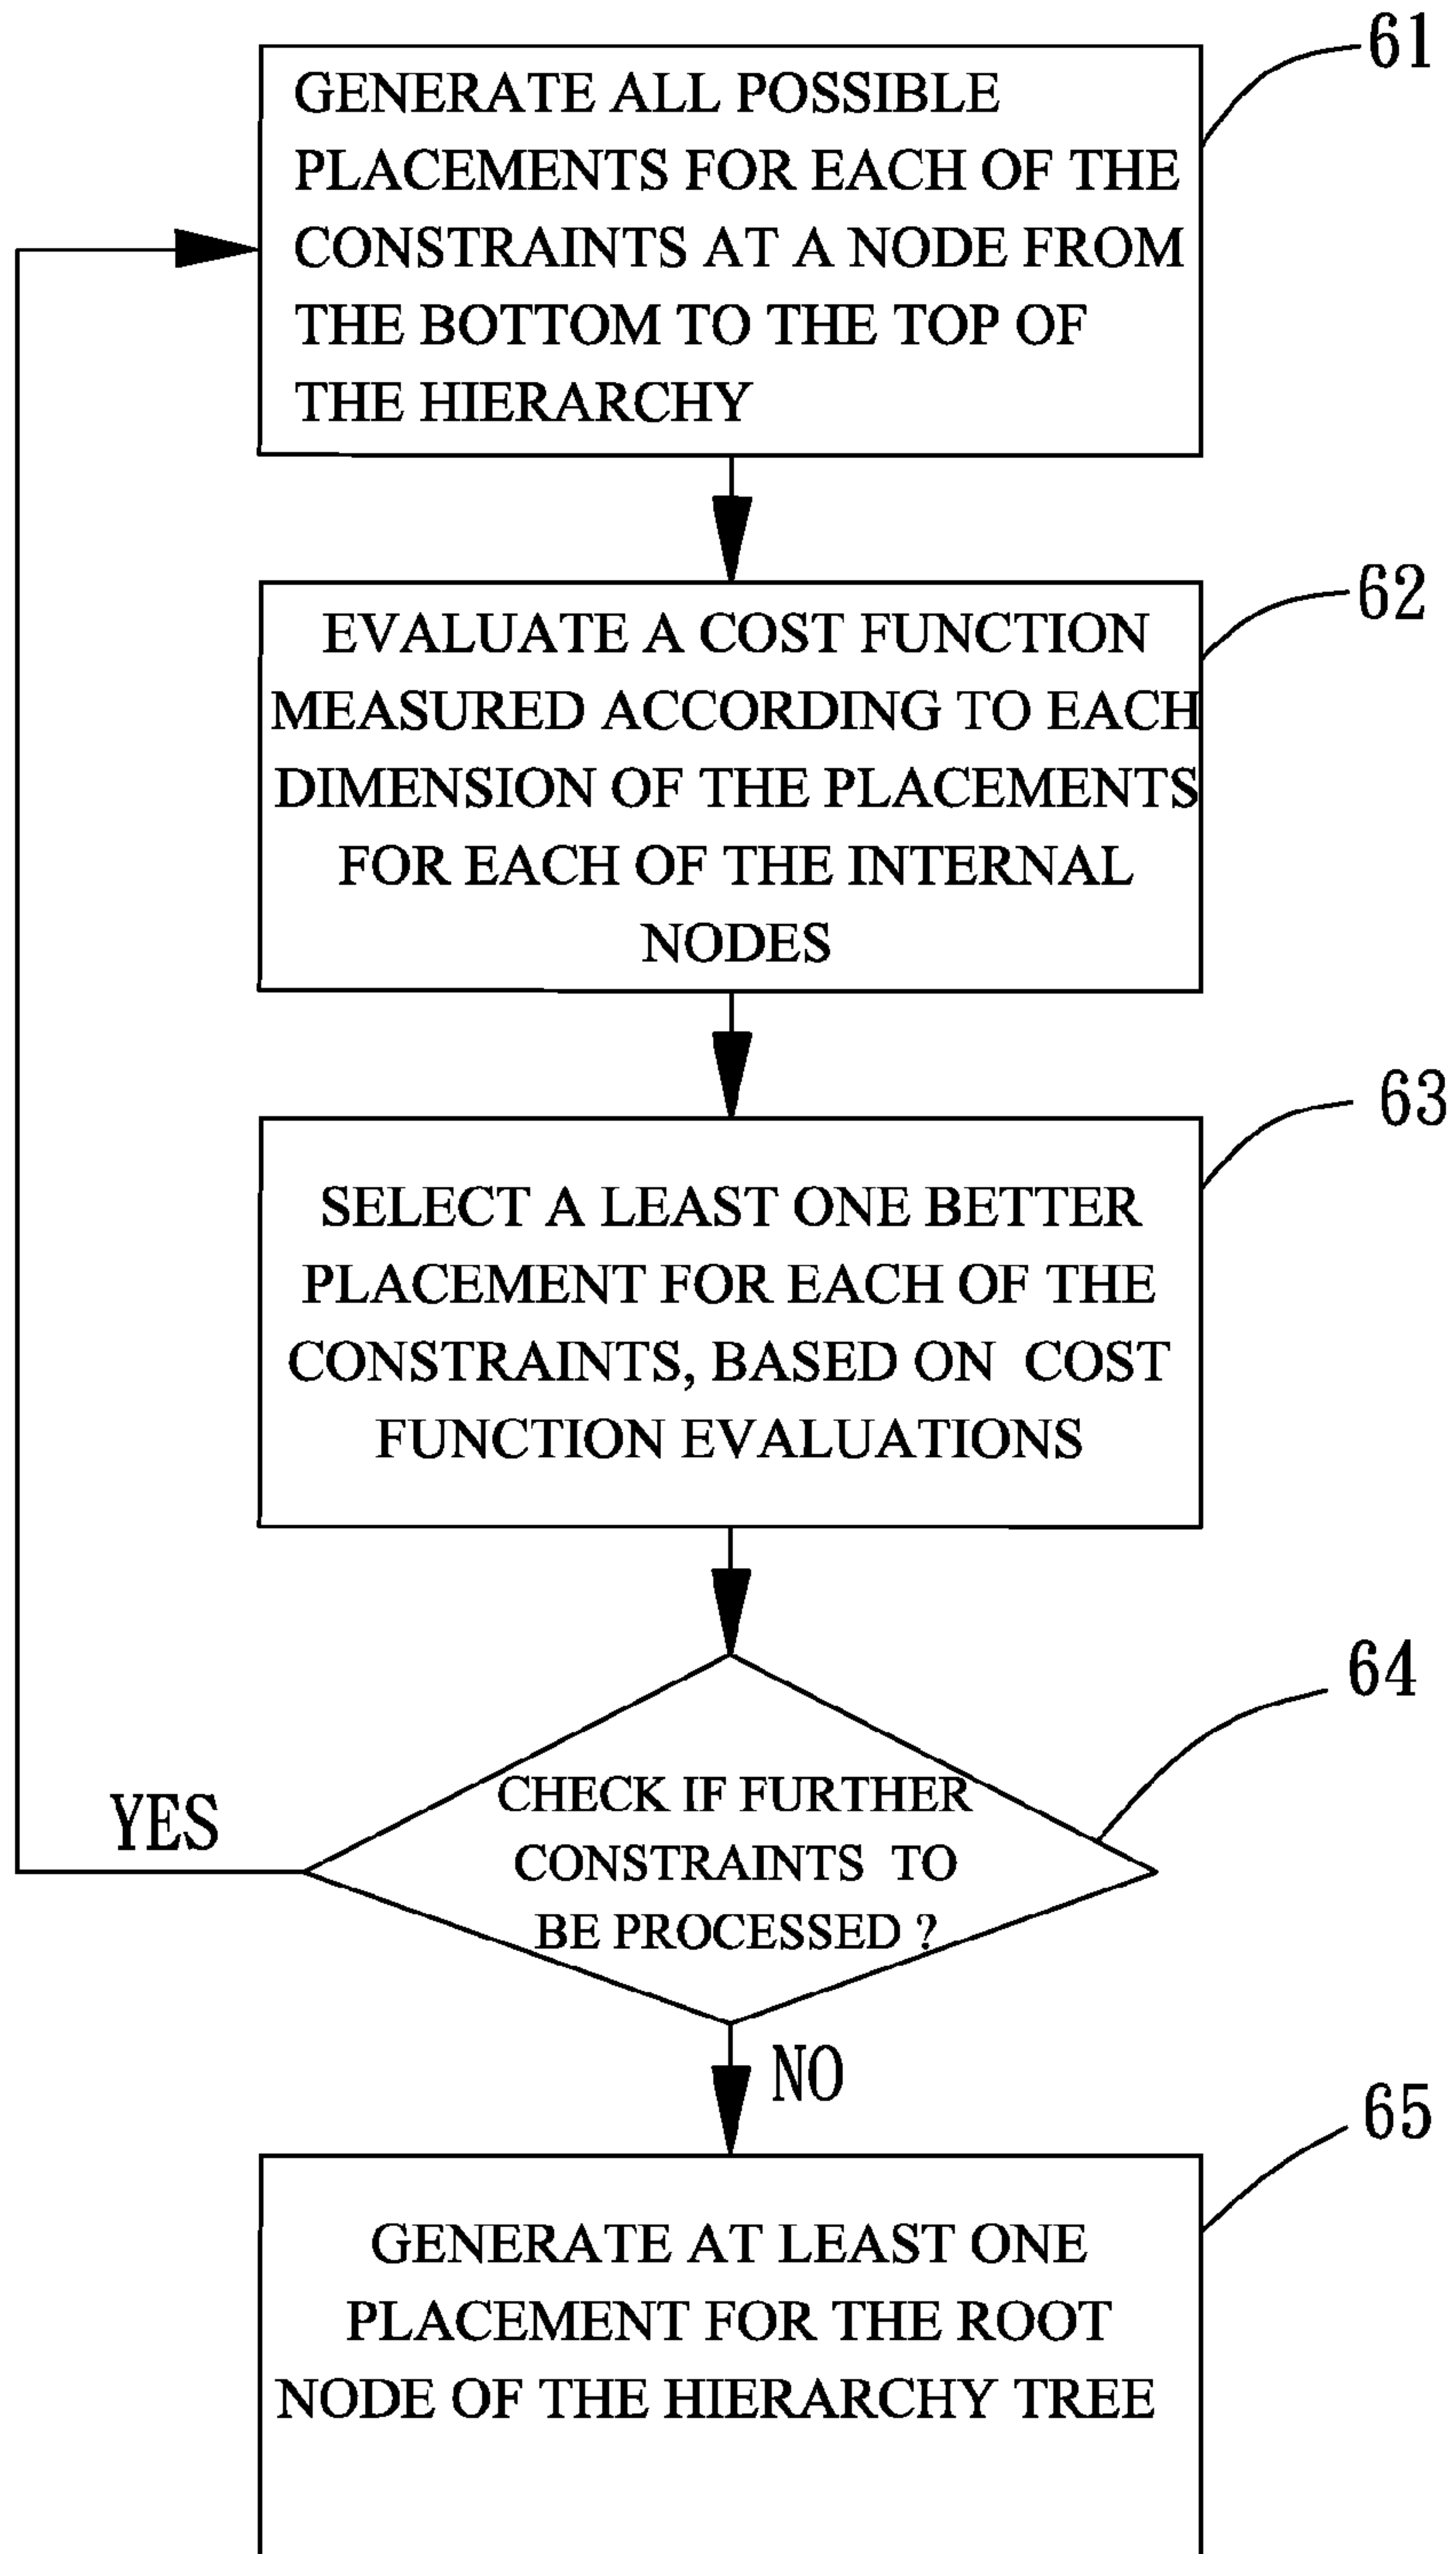 61
GENERATE ALL POSSIBLE
PLACEMENTS FOR EACH OF THE
CONSTRAINTS AT A NODE FROM
THE BOTTOM TO THE TOP OF
THE HIERARCHY
62
EVALUATE A COST FUNCTION
MEASURED ACCORDING TO EACH
DIMENSION OF THE PLACEMENTS
FOR EACH OF THE INTERNAL
NODES
63
SELECT A LEAST ONE BETTER
PLACEMENT FOR EACH OF THE
CONSTRAINTS, BASED ON COST
FUNCTION EVALUATIONS
64
CHECK IF FURTHER
CONSTRAINTS TO
BE PROCESSED ?
YES
NO
65
GENERATE AT LEAST ONE
PLACEMENT FOR THE ROOT
NODE OF THE HIERARCHY TREE